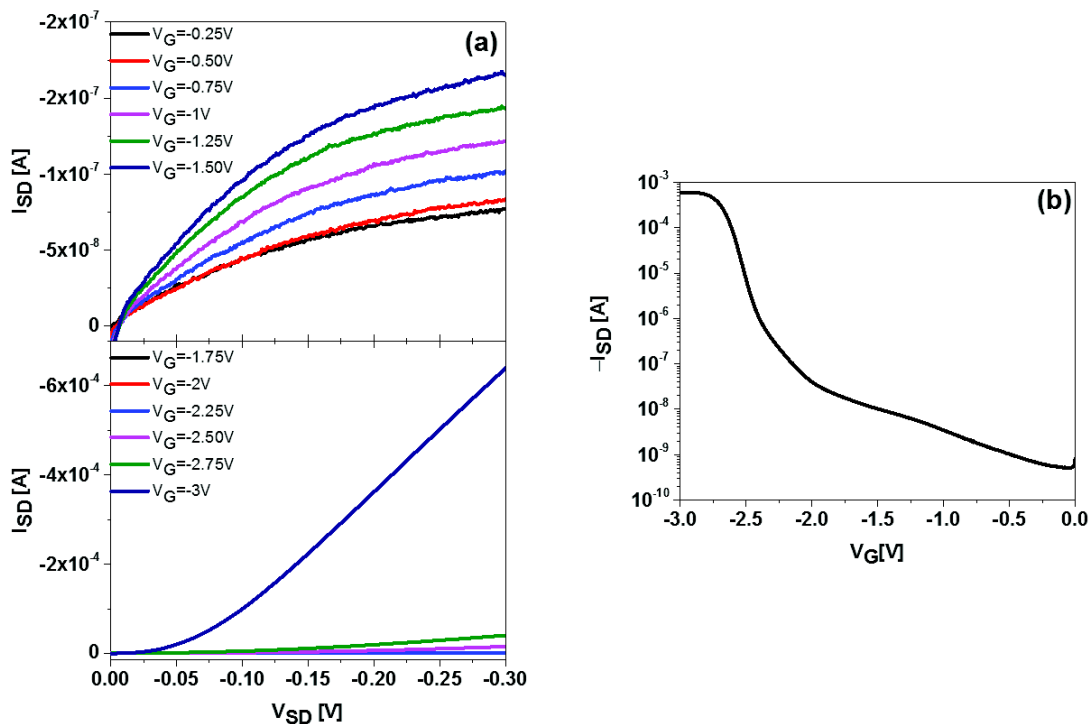 (a)
-2x10-7
-2x10-7
-1x10-7
-5x10-8
0
ISD [A]
VG=-0.25V
VG=-0.50V
VG=-0.75V
VG=-1V
VG=-1.25V
VG=-1.50V
-6x10-4
-4x10-4
-2x10-4
0
ISD [A]
VG=-1.75V
VG=-2V
VG=-2.25V
VG=-2.50V
VG=-2.75V
VG=-3V
0.00 -0.05 -0.10 -0.15 -0.20 -0.25 -0.30
VSD [V]
(b)
10-3
10-4
10-5
10-6
10-7
10-8
10-9
10-10
−ISD [A]
-3.0 -2.5 -2.0 -1.5 -1.0 -0.5 0.0
VG[V]